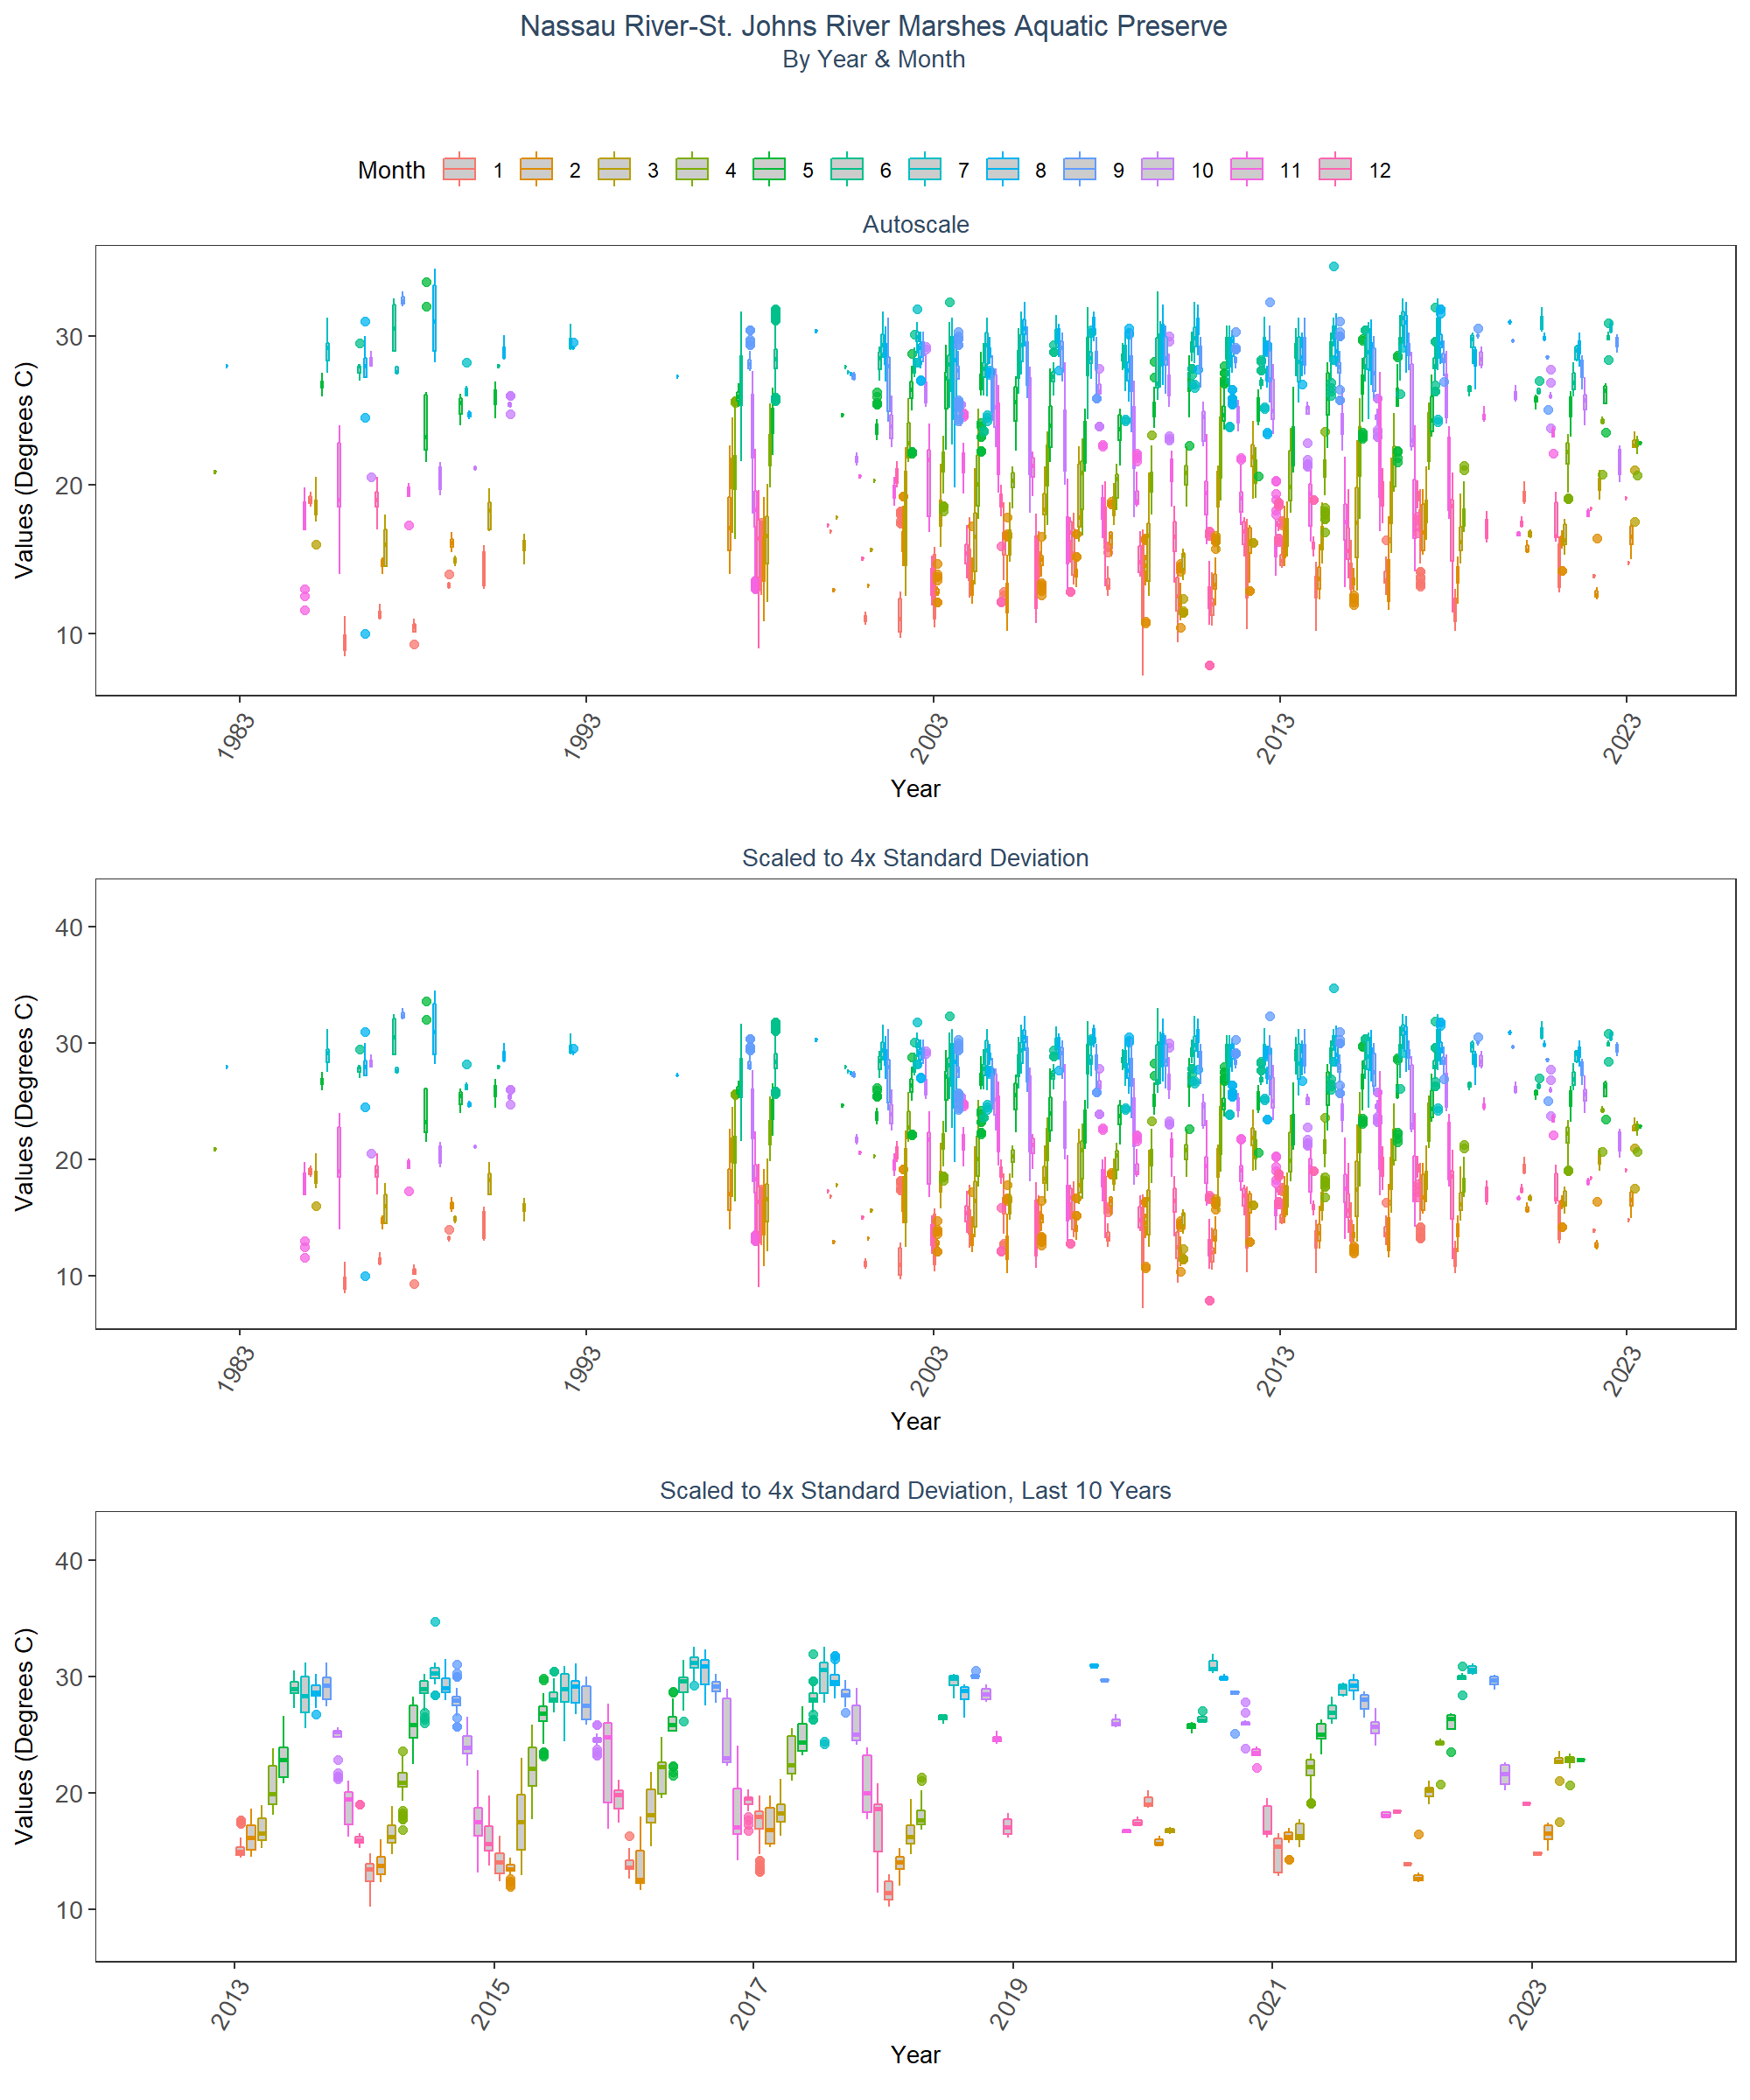 Nassau River-St. Johns River Marshes Aquatic Preserve
By Year & Month
Month 1 2 3 4 5 6 7 8 9 10 11 12
Autoscale
Values (Degrees C)
30
20
10
1983 1993 2003 2013 2023
Year
Scaled to 4x Standard Deviation
Values (Degrees C)
40
30
20
10
1983 1993 2003 2013 2023
Year
Scaled to 4x Standard Deviation, Last 10 Years
Values (Degrees C)
40
30
20
10
2013 2015 2017 2019 2021 2023
Year